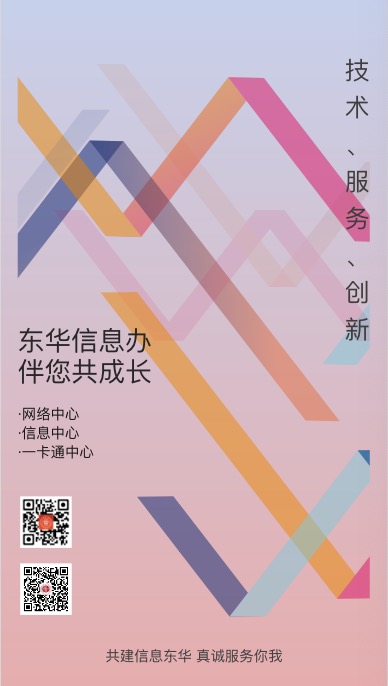 技术、服务、创新
东华信息办
伴您共成长
·网络中心
·信息中心
·一卡通中心
共建信息东华 真诚服务你我